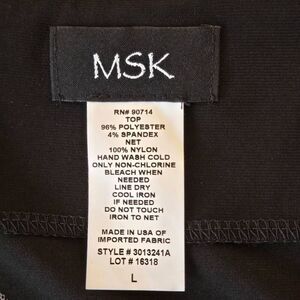 MSK
RN# 90714
TOP
96% POLYESTER
4% SPANDEX
NET
100% NYLON
HAND WASH COLD
ONLY NON-CHLORINE
BLEACH WHEN
NEEDED
LINE DRY
COOL IRON
IF NEEDED
DO NOT TOUCH
IRON TO NET
MADE IN USA OF
IMPORTED FABRIC
STYLE # 3013241A
LOT # 16318
L